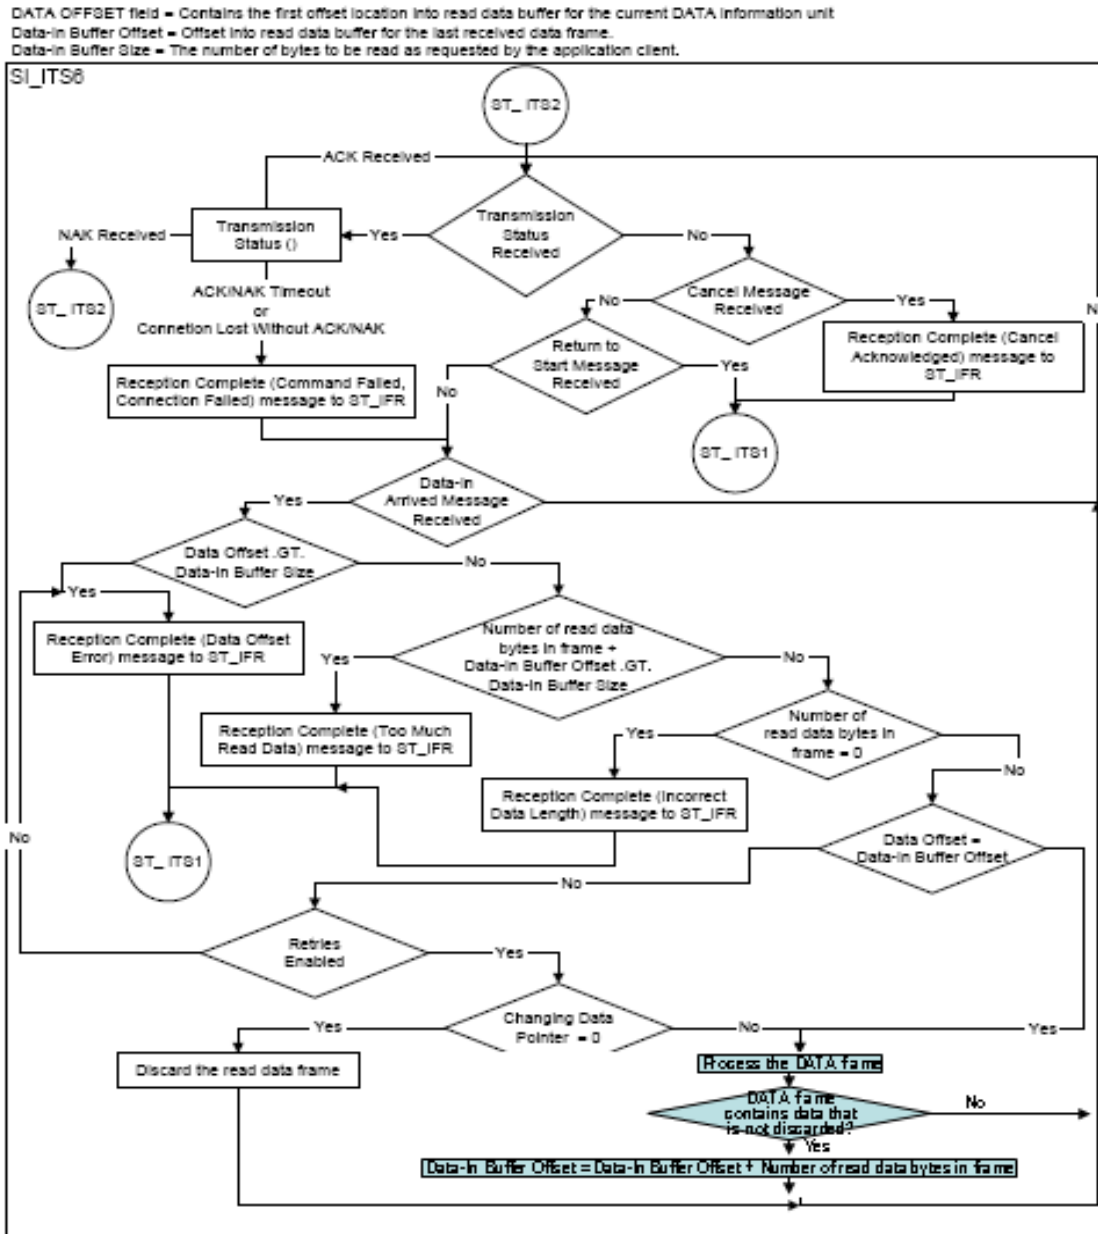 DATA OFFSET field = Contains the first offset location into read data buffer for the current DATA information unit
Data-in Buffer Offset = Offset into read data buffer for the last received data frame.
Data-in Buffer Size = The number of bytes to be read as requested by the application client.
SI_ITS6
ST_ ITS2
ACK Received
Transmission
Status
Received
Transmission
Status ()
Yes
NAK Received
No
ST_ ITS2
ACK/NAK Timeout
or
Connetion Lost Without ACK/NAK
Cancel Message
Received
No
Yes
N
Return to
Start Message
Received
Reception Complete (Cancel
Acknowledged) message to
ST_IFR
Yes
Reception Complete (Command Failed,
Connection Failed) message to ST_IFR
No
ST_ ITS1
Data-in
Arrived Message
Received
Yes
Data Offset .GT.
Data-in Buffer Size
No
Yes
Reception Complete (Data Offset
Error) message to ST_IFR
Number of read data
bytes in frame +
Data-in Buffer Offset .GT.
Data-in Buffer Size
Yes
No
Reception Complete (Too Much
Read Data) message to ST_IFR
Number of
read data bytes in
frame = 0
Yes
No
Reception Complete (Incorrect
Data Length) message to ST_IFR
No
ST_ ITS1
Data Offset =
Data-in Buffer Offset
No
Retries
Enabled
Yes
Changing Data
Pointer = 0
Yes
No
Yes
Discard the read data frame
Process the DATA fame
DATA fame
contains data that
is not discarded?
No
Yes
Data-In Buffer Offset = Data-In Buffer Offset + Number of read data bytes in frame